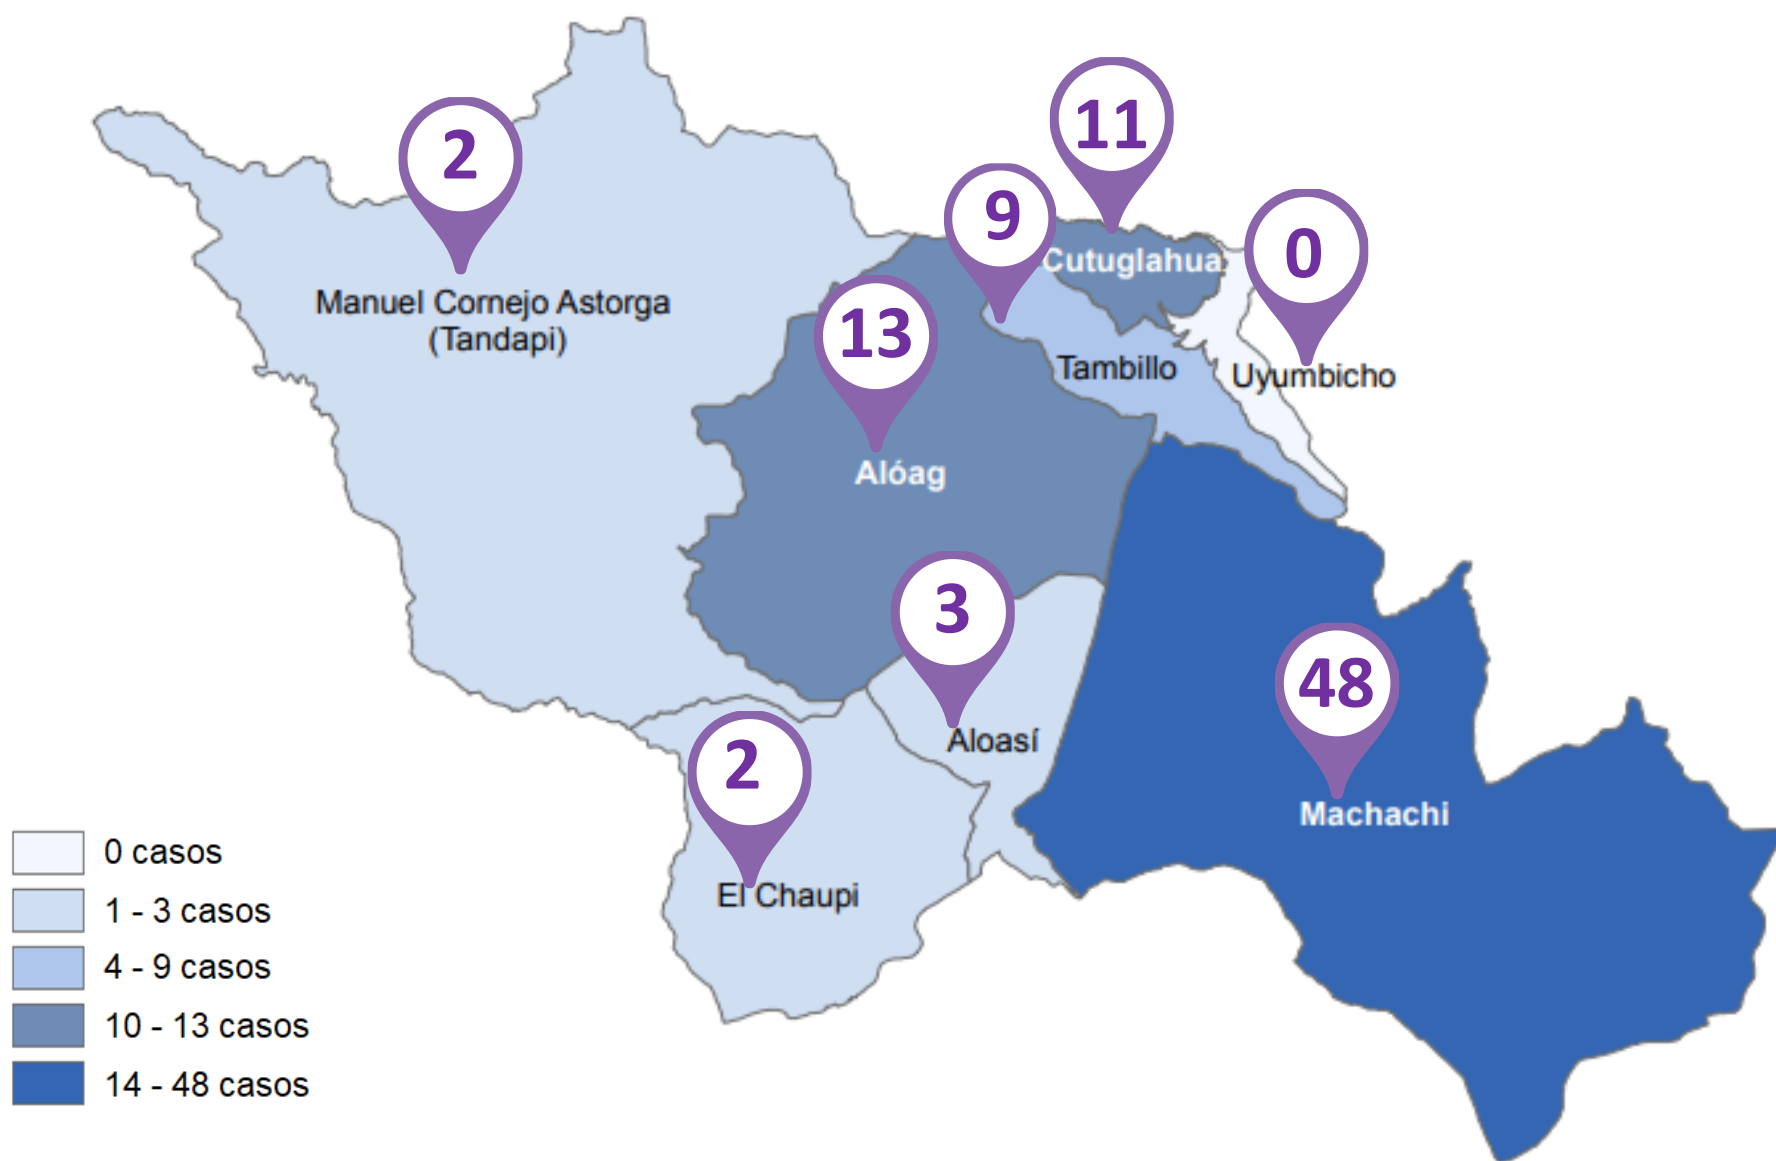 2
11
9
0
Cutuglahua
Manuel Cornejo Astorga
(Tandapi)
13
Tambillo
Uyumbicho
Alóag
3
48
Aloasí
2
Machachi
El Chaupi
0 casos
1 - 3 casos
4 - 9 casos
10 - 13 casos
14 - 48 casos